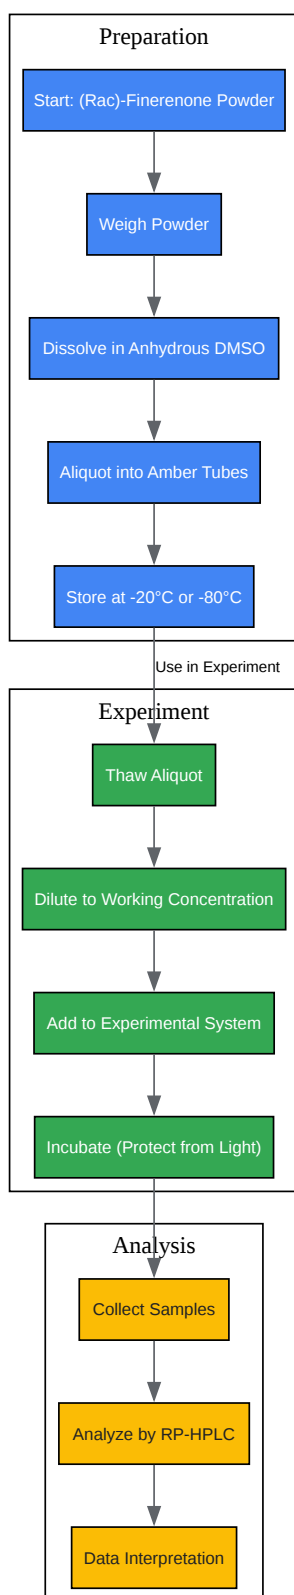 Preparation
Start: (Rac)-Finerenone Powder
Weigh Powder
Dissolve in Anhydrous DMSO
Aliquot into Amber Tubes
Store at -20°C or -80°C
Use in Experiment
Experiment
Thaw Aliquot
Dilute to Working Concentration
Add to Experimental System
Incubate (Protect from Light)
Analysis
Collect Samples
Analyze by RP-HPLC
Data Interpretation